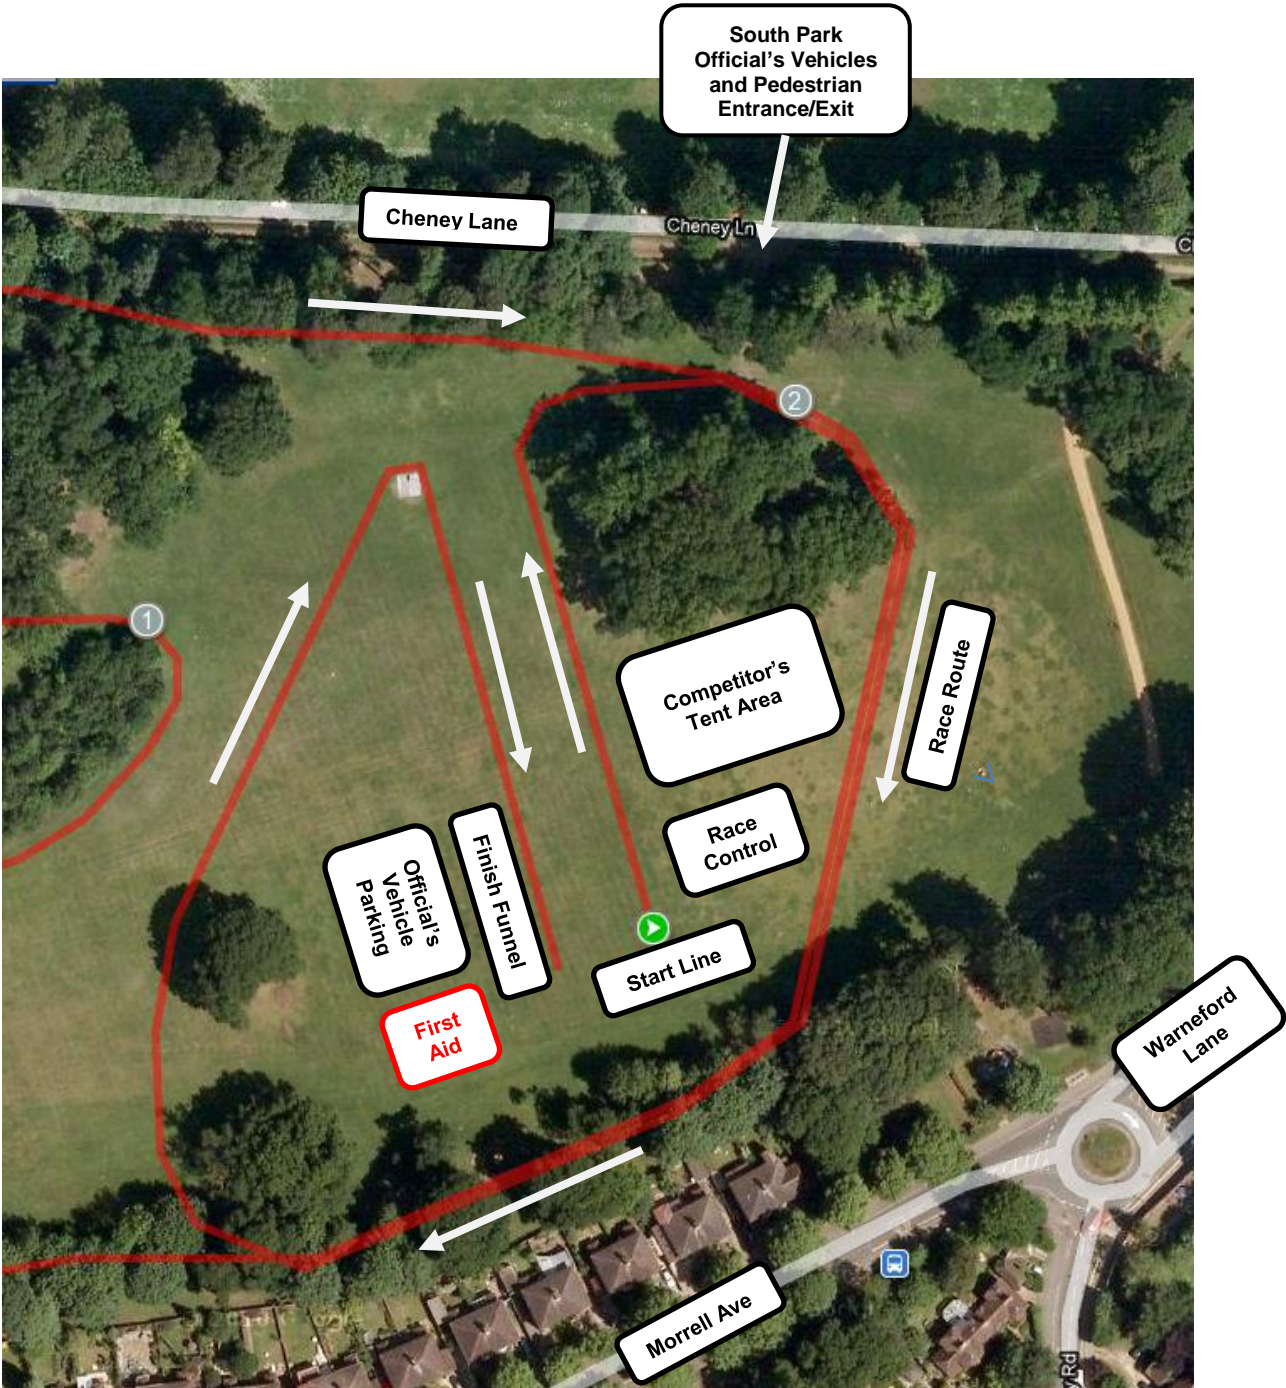 South Park
Official's Vehicles
and Pedestrian
Entrance/Exit
Cheney Lane
Cheney Ln
2
1
Competitor's
Tent Area
Race Route
Race
Control
Official's
Vehicle
Parking
Finish Funnel
Start Line
First
Aid
Warneford
Lane
Morrell Ave